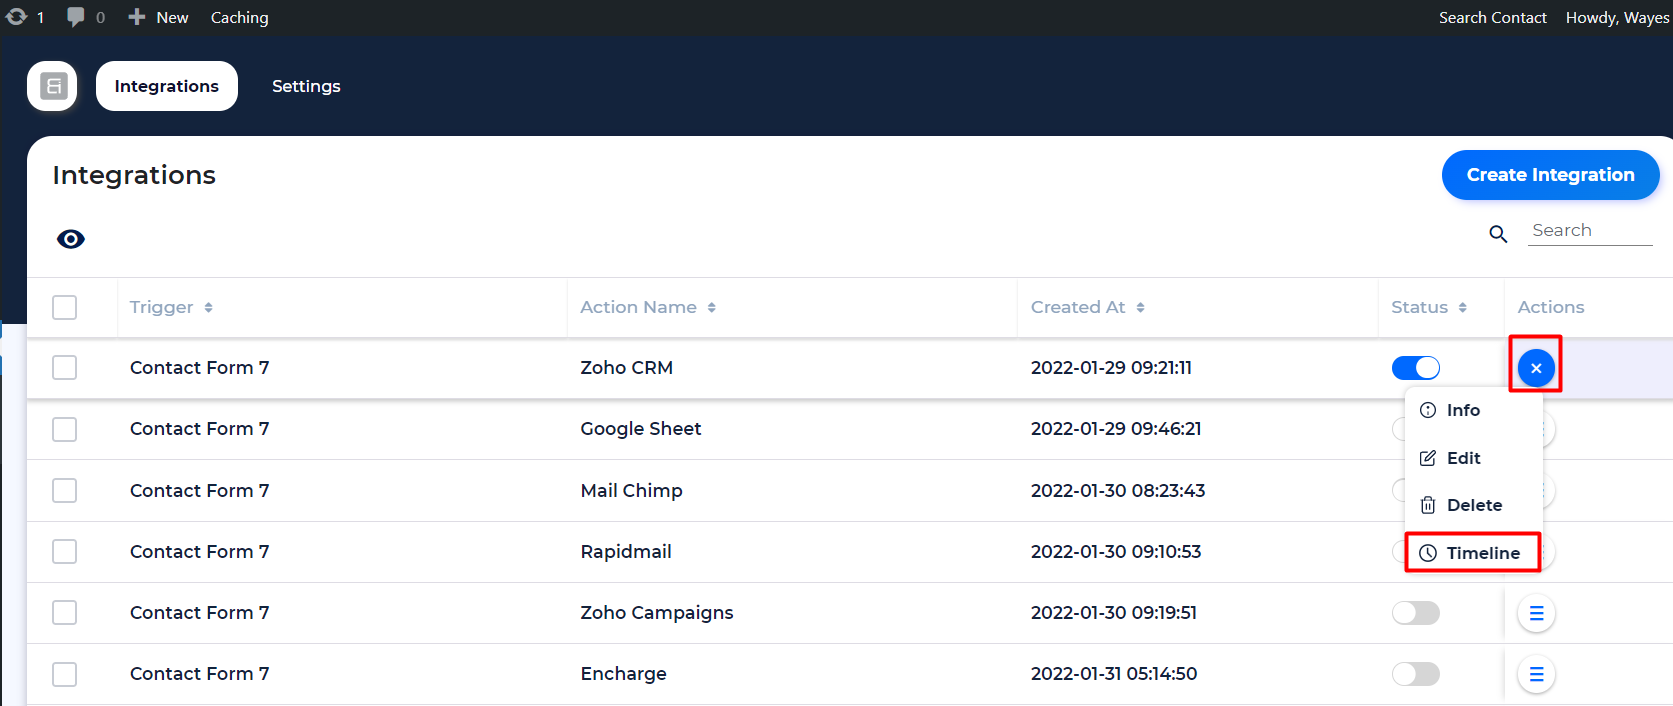 1 0 New Caching Search Contact Howdy, Wayes
Integrations Settings
Integrations Create Integration
Search
Trigger Action Name Created At Status Actions
Contact Form 7 Zoho CRM 2022-01-29 09:21:11
Info
Contact Form 7 Google Sheet 2022-01-29 09:46:21
Edit
Contact Form 7 Mail Chimp 2022-01-30 08:23:43
Delete
Contact Form 7 Rapidmail 2022-01-30 09:10:53 Timeline
Contact Form 7 Zoho Campaigns 2022-01-30 09:19:51
Contact Form 7 Encharge 2022-01-31 05:14:50